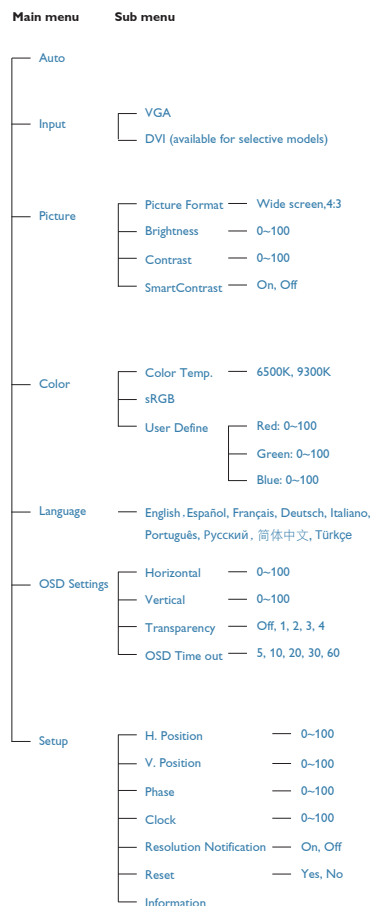 Main menu Sub menu
Auto
Input
VGA
DVI (available for selective models)
Picture
Picture Format Wide screen,4:3
Brightness 0~100
Contrast 0~100
SmartContrast On, Off
Color
Color Temp. 6500K, 9300K
sRGB
User Define Red: 0~100
Green: 0~100
Blue: 0~100
Language English , Español, Français, Deutsch, Italiano,
Português, Русский , 简体中文, Türkçe
OSD Settings
Horizontal 0~100
Vertical 0~100
Transparency Off, 1, 2, 3, 4
OSD Time out 5, 10, 20, 30, 60
Setup
H. Position 0~100
V. Position 0~100
Phase 0~100
Clock 0~100
Resolution Notification On, Off
Reset Yes, No
Information